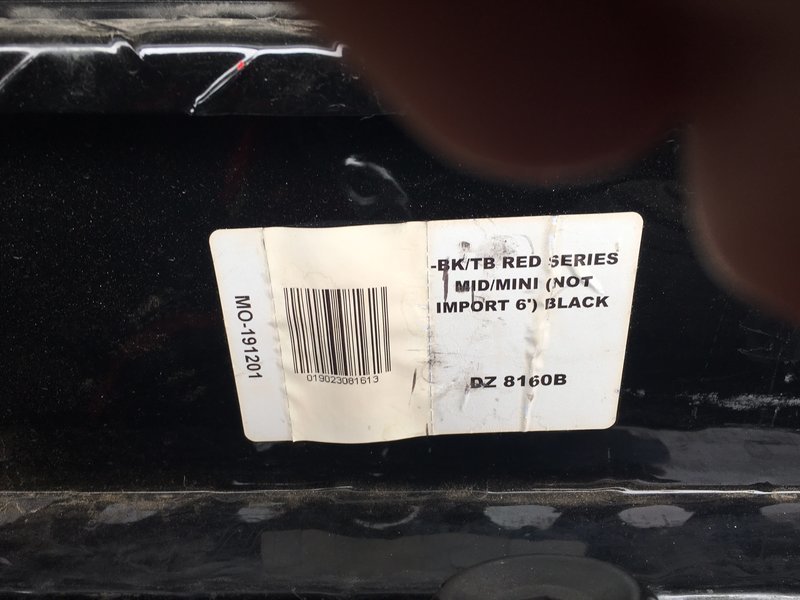 MO-191201
019023081613
-BK/TB RED SERIES
MID/MINI (NOT
IMPORT 6') BLACK
DZ 8160B